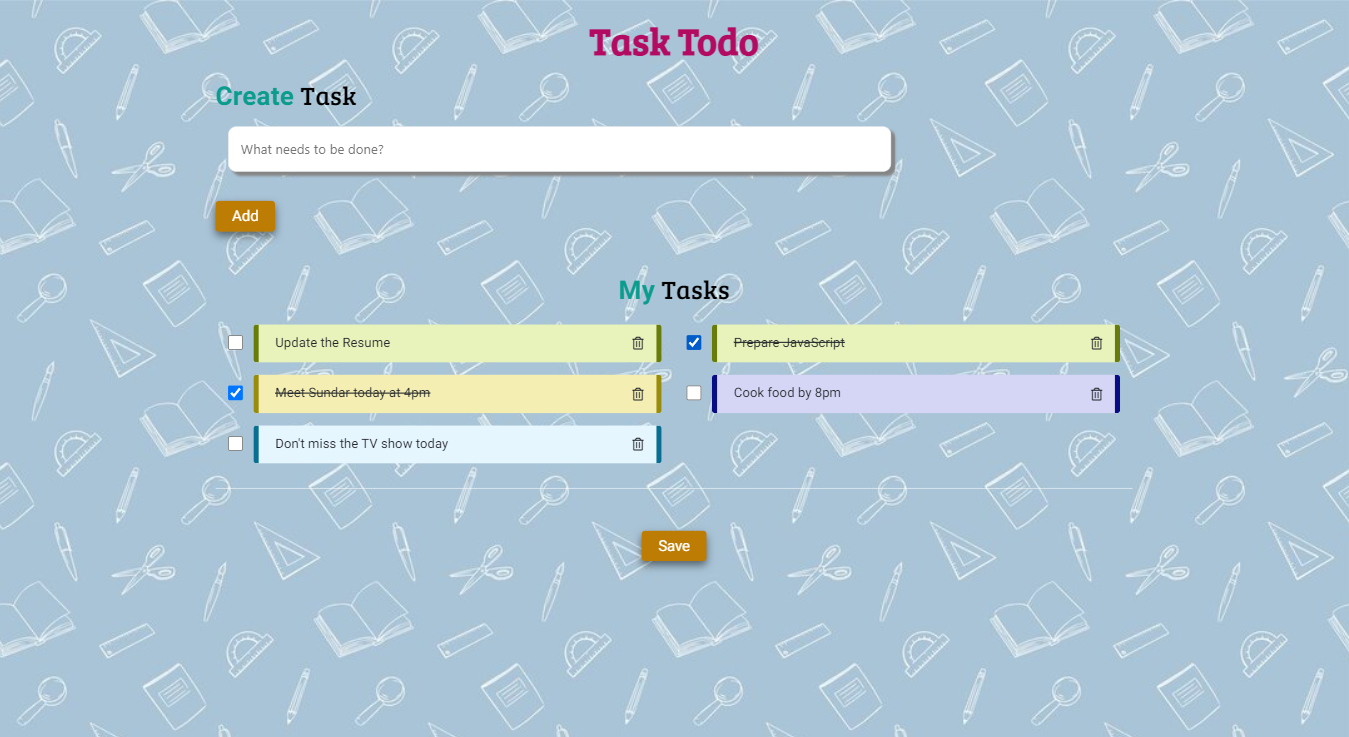 Task Todo
Create Task
What needs to be done?
Add
My Tasks
Update the Resume
Prepare JavaScript
Meet Sundar today at 4pm
Cook food by 8pm
Don't miss the TV show today
Save